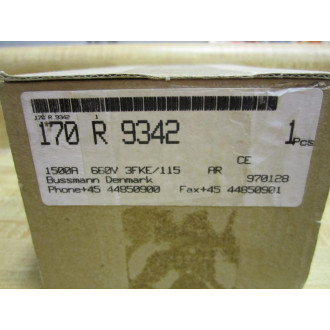 170 R 9342 1
170 R 9342 1Pcs
CE
1500A 660V 3FKE/115 AR
Bussmann Denmark 970128
Phone+45 44850900 Fax+45 44850901